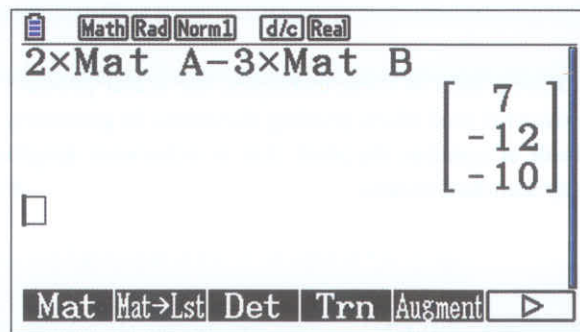 Math Rad Norm1 d/c Real
2×Mat A−3×Mat B
[ 7 ]
[ −12 ]
[ −10 ]
Mat Mat→Lst Det Trn Augment ▷